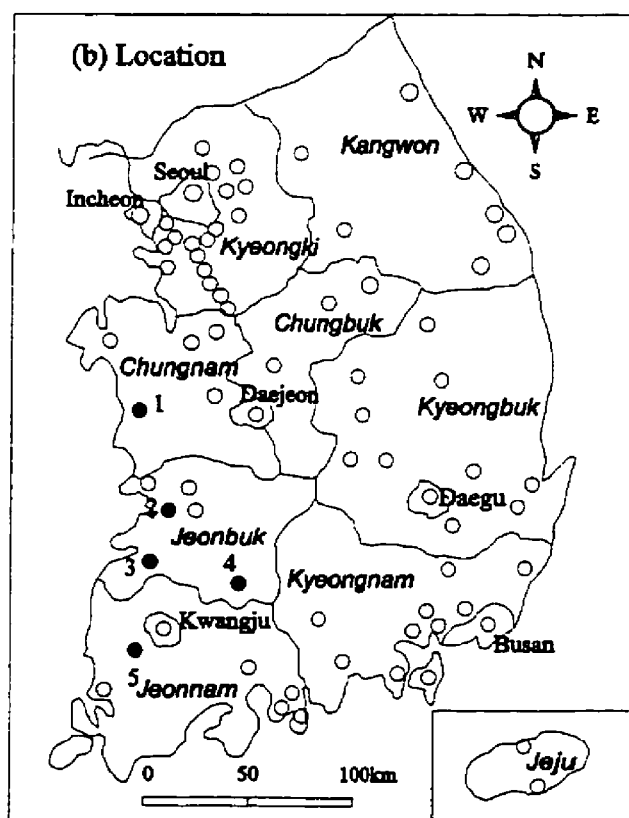 (b) Location
N
W E
S
Kangwon
Seoul
Incheon
Kyeongki
Chungbuk
Chungnam
Daejeon
Kyeongbuk
1
Daegu
2
Jeonbuk
3
4
Kyeongnam
Kwangju
Busan
5
Jeonnam
0 50 100km
Jeju